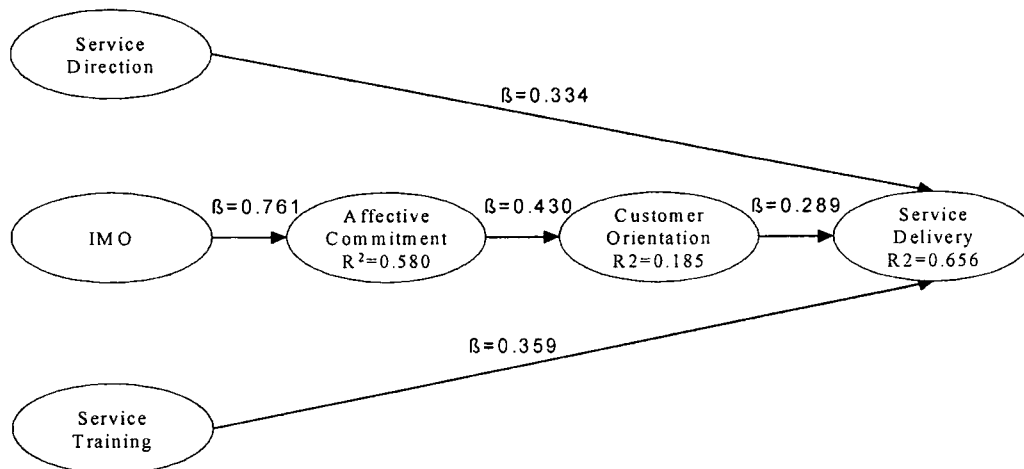 Service
Direction
ß=0.334
ß=0.761
Affective
Commitment
R²=0.580
ß=0.430
Customer
Orientation
R2=0.185
ß=0.289
Service
Delivery
R2=0.656
IMO
ß=0.359
Service
Training